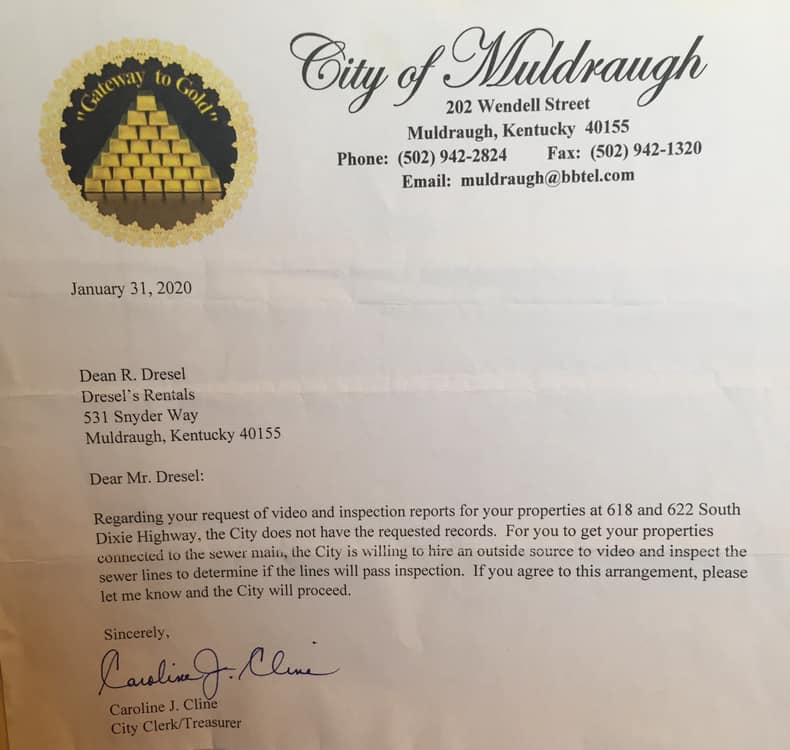 "Gateway to Gold"
City of Muldraugh
202 Wendell Street
Muldraugh, Kentucky 40155
Phone: (502) 942-2824 Fax: (502) 942-1320
Email: muldraugh@bbtel.com
January 31, 2020
Dean R. Dresel
Dresel's Rentals
531 Snyder Way
Muldraugh, Kentucky 40155
Dear Mr. Dresel:
Regarding your request of video and inspection reports for your properties at 618 and 622 South
Dixie Highway, the City does not have the requested records. For you to get your properties
connected to the sewer main, the City is willing to hire an outside source to video and inspect the
sewer lines to determine if the lines will pass inspection. If you agree to this arrangement, please
let me know and the City will proceed.
Sincerely,
Caroline J. Cline
Caroline J. Cline
City Clerk/Treasurer